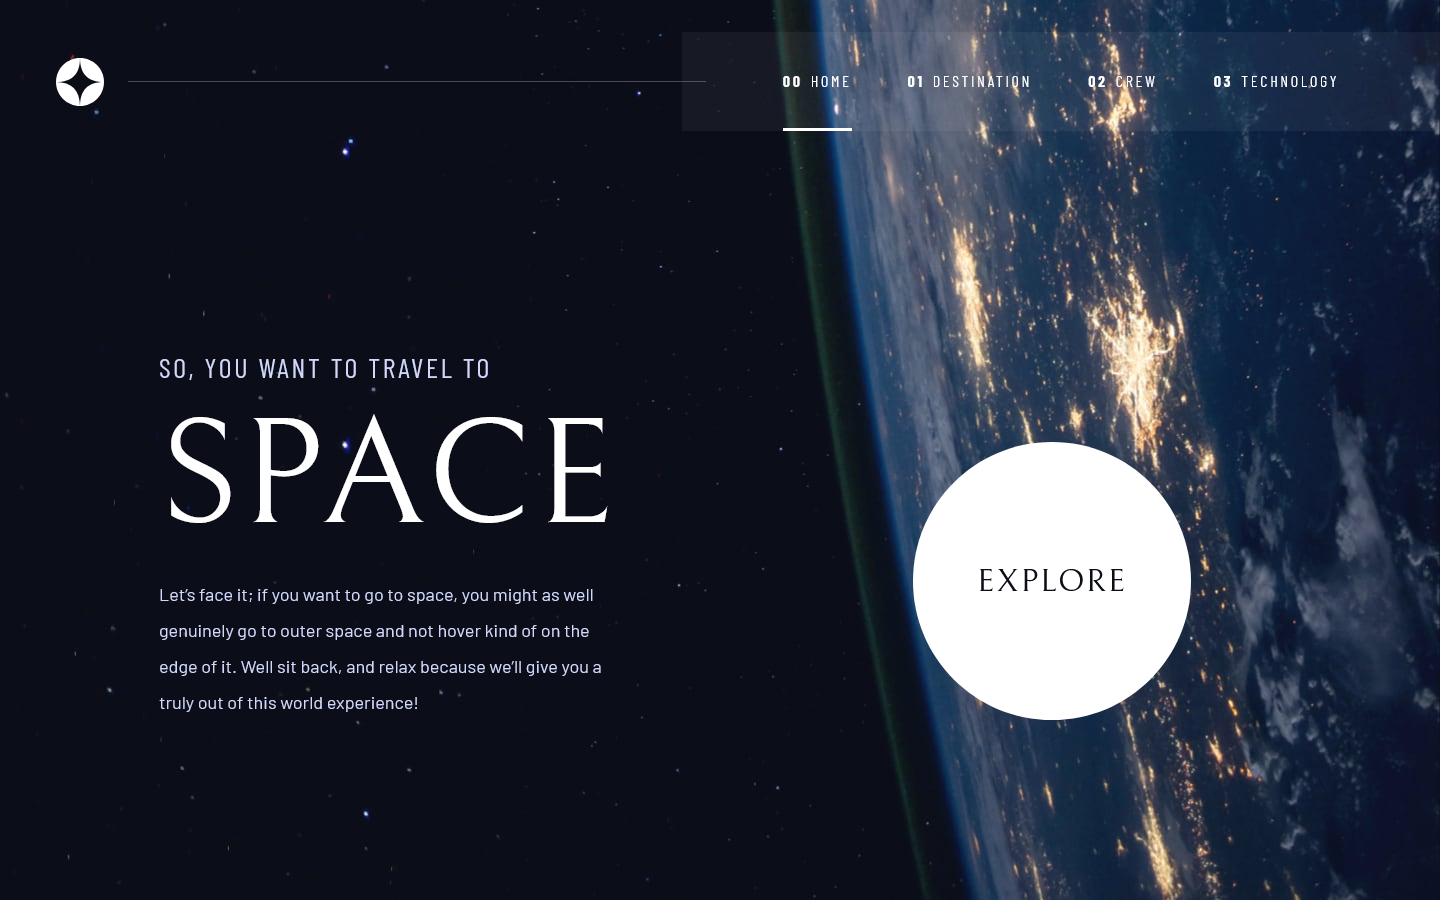 00 HOME 01 DESTINATION 02 CREW 03 TECHNOLOGY
SO, YOU WANT TO TRAVEL TO
SPACE
Let’s face it; if you want to go to space, you might as well
genuinely go to outer space and not hover kind of on the
edge of it. Well sit back, and relax because we’ll give you a
truly out of this world experience!
EXPLORE